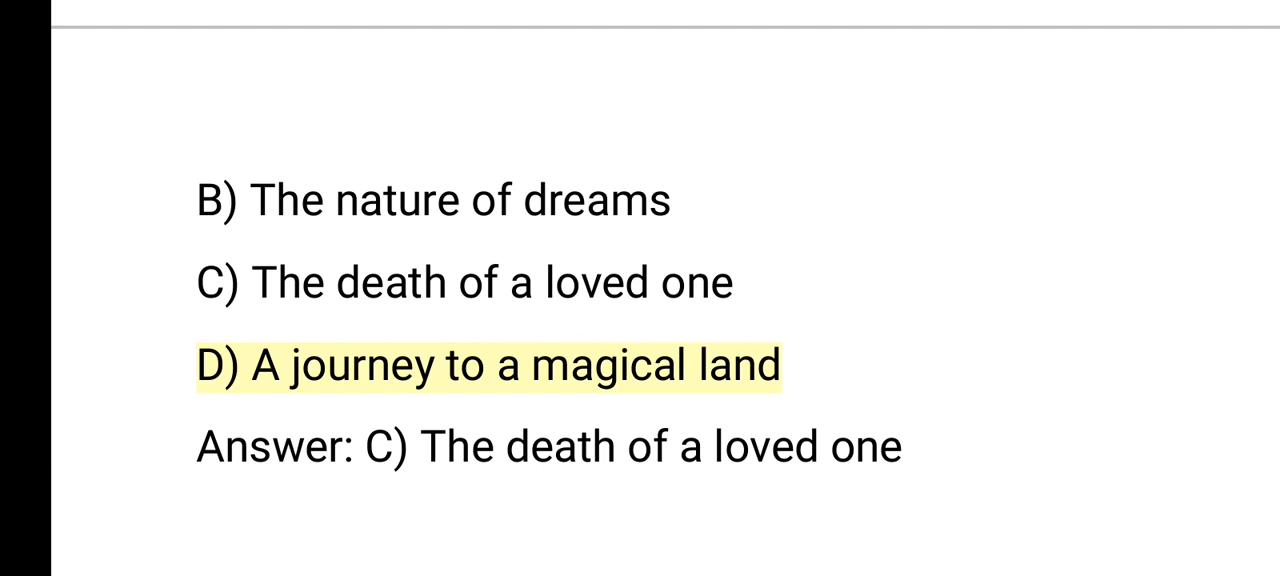 B) The nature of dreams
C) The death of a loved one
D) A journey to a magical land
Answer: C) The death of a loved one